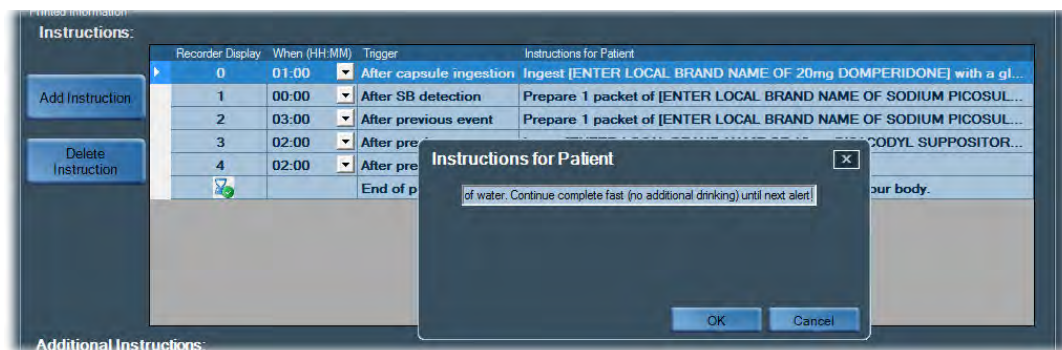 Printed Information
Instructions:
Recorder Display When (HH:MM) Trigger Instructions for Patient
0 01:00 After capsule ingestion Ingest [ENTER LOCAL BRAND NAME OF 20mg DOMPERIDONE] with a gl...
Add Instruction
1 00:00 After SB detection Prepare 1 packet of [ENTER LOCAL BRAND NAME OF SODIUM PICOSUL...
2 03:00 After previous event Prepare 1 packet of [ENTER LOCAL BRAND NAME OF SODIUM PICOSUL...
3 02:00 After pre CODYL SUPPOSITOR...
Delete Instruction
4 02:00 After pre
End of p our body.
Instructions for Patient
of water. Continue complete fast (no additional drinking) until next alert
OK Cancel
Additional Instructions: